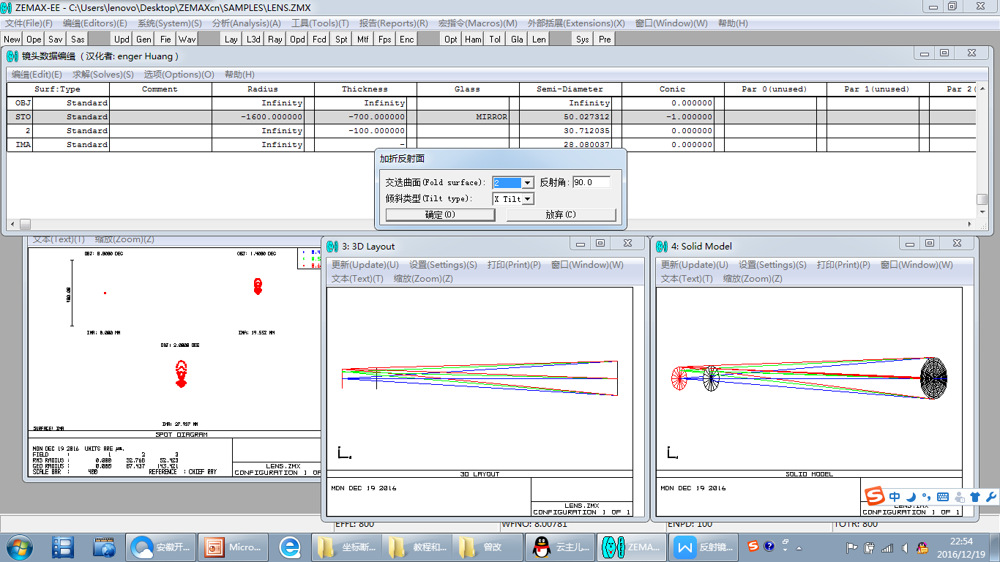 ZEMAX-EE - C:\Users\lenovo\Desktop\ZEMAXcn\SAMPLES\LENS.ZMX
文件(File)(F) 编辑(Editors)(E) 系统(System)(S) 分析(Analysis)(A) 工具(Tools)(T) 报告(Reports)(R) 宏指令(Macros)(M) 外部括展(Extensions)(X) 窗口(Window)(W) 帮助(H)
New Ope Sav Sas Upd Gen Fie Wav Lay L3d Ray Opd Fcd Spt Mtf Fps Enc Opt Ham Tol Gla Len Sys Pre
镜头数据编缉 ( 汉化者: enger Huang )
编缉(Edit)(E) 求解(Solves)(S) 选项(Options)(O) 帮助(H)
Surf:Type Comment Radius Thickness Glass Semi-Diameter Conic Par 0(unused) Par 1(unused) Par 2(
OBJ Standard Infinity Infinity Infinity 0.000000
STO Standard -1600.000000 -700.000000 MIRROR 50.027312 -1.000000
2 Standard Infinity -100.000000 30.712035 0.000000
IMA Standard Infinity - 28.080037 0.000000
加折反射面
交迭曲面(Fold surface): 2 反射角: 90.0
倾斜类型(Tilt type): X Tilt
确定(O) 放弃(C)
文本(Text)(T) 缩放(Zoom)(Z)
OBJ: 0.0000 DEG OBJ: 1.4000 DEG
IMA: 0.000 MM IMA: 19.552 MM
OBJ: 2.0000 DEG
IMA: 27.937 MM
SURFACE: IMA
SPOT DIAGRAM
MON DEC 19 2016 UNITS ARE µm.
FIELD : 1 2 3
RMS RADIUS : 0.000 32.768 52.423
GEO RADIUS : 0.000 87.437 143.421
SCALE BAR : 400 REFERENCE : CHIEF RAY
LENS.ZMX
CONFIGURATION 1 OF
3: 3D Layout
更新(Update)(U) 设置(Settings)(S) 打印(Print)(P) 窗口(Window)(W)
文本(Text)(T) 缩放(Zoom)(Z)
3D LAYOUT
MON DEC 19 2016
LENS.ZMX
CONFIGURATION 1 OF 1
4: Solid Model
更新(Update)(U) 设置(Settings)(S) 打印(Print)(P) 窗口(Window)(W)
文本(Text)(T) 缩放(Zoom)(Z)
SOLID MODEL
MON DEC 19 2016
LENS.ZMX
CONFIGURATION 1 OF 1
中
EFFL: 800 WFNO: 8.00781 ENPD: 100 TOTR: 800
安徽开... Micro... 坐标断... 教程和... 曾改 云主儿... ZEMA... 反射镜...
22:54
2016/12/19